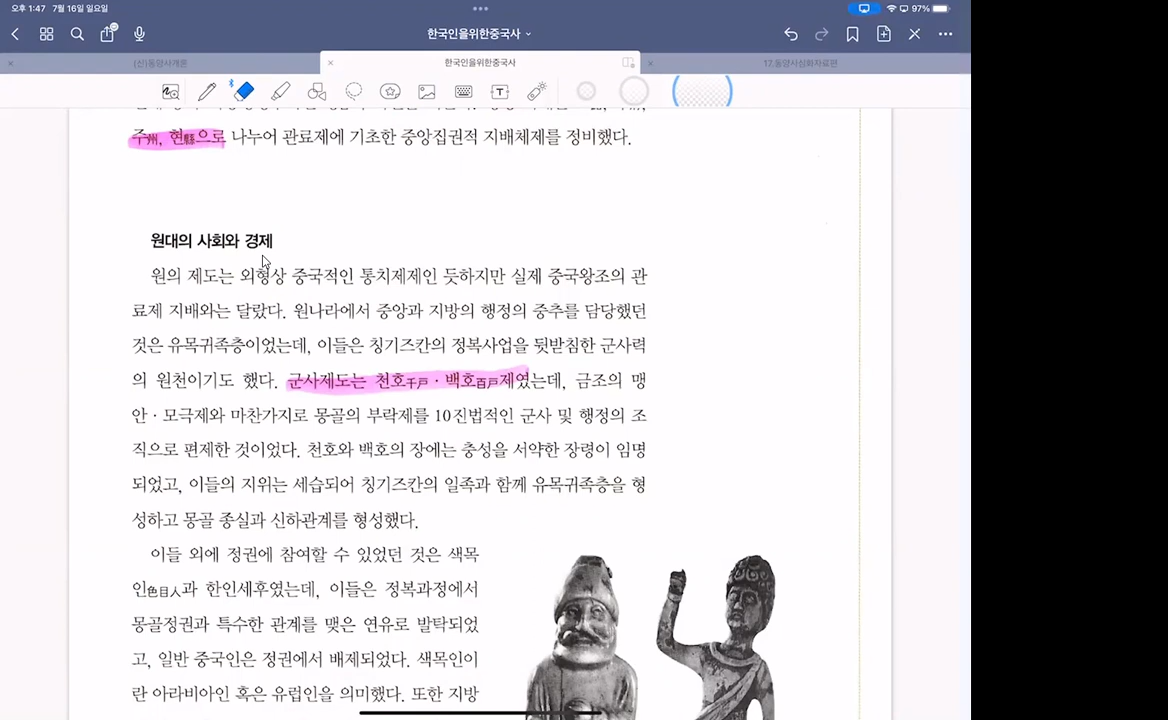 오후 1:47 7월 16일 일요일
97%
한국인을위한중국사
(신)동양사개론
한국인을위한중국사
17.동양사심화자료편
주州, 현縣으로 나누어 관료제에 기초한 중앙집권적 지배체제를 정비했다.
원대의 사회와 경제
원의 제도는 외형상 중국적인 통치제제인 듯하지만 실제 중국왕조의 관
료제 지배와는 달랐다. 원나라에서 중앙과 지방의 행정의 중추를 담당했던
것은 유목귀족층이었는데, 이들은 칭기즈칸의 정복사업을 뒷받침한 군사력
의 원천이기도 했다. 군사제도는 천호千戶 · 백호百戶제였는데, 금조의 맹
안 · 모극제와 마찬가지로 몽골의 부락제를 10진법적인 군사 및 행정의 조
직으로 편제한 것이었다. 천호와 백호의 장에는 충성을 서약한 장령이 임명
되었고, 이들의 지위는 세습되어 칭기즈칸의 일족과 함께 유목귀족층을 형
성하고 몽골 종실과 신하관계를 형성했다.
이들 외에 정권에 참여할 수 있었던 것은 색목
인色目人과 한인세후였는데, 이들은 정복과정에서
몽골정권과 특수한 관계를 맺은 연유로 발탁되었
고, 일반 중국인은 정권에서 배제되었다. 색목인이
란 아라비아인 혹은 유럽인을 의미했다. 또한 지방